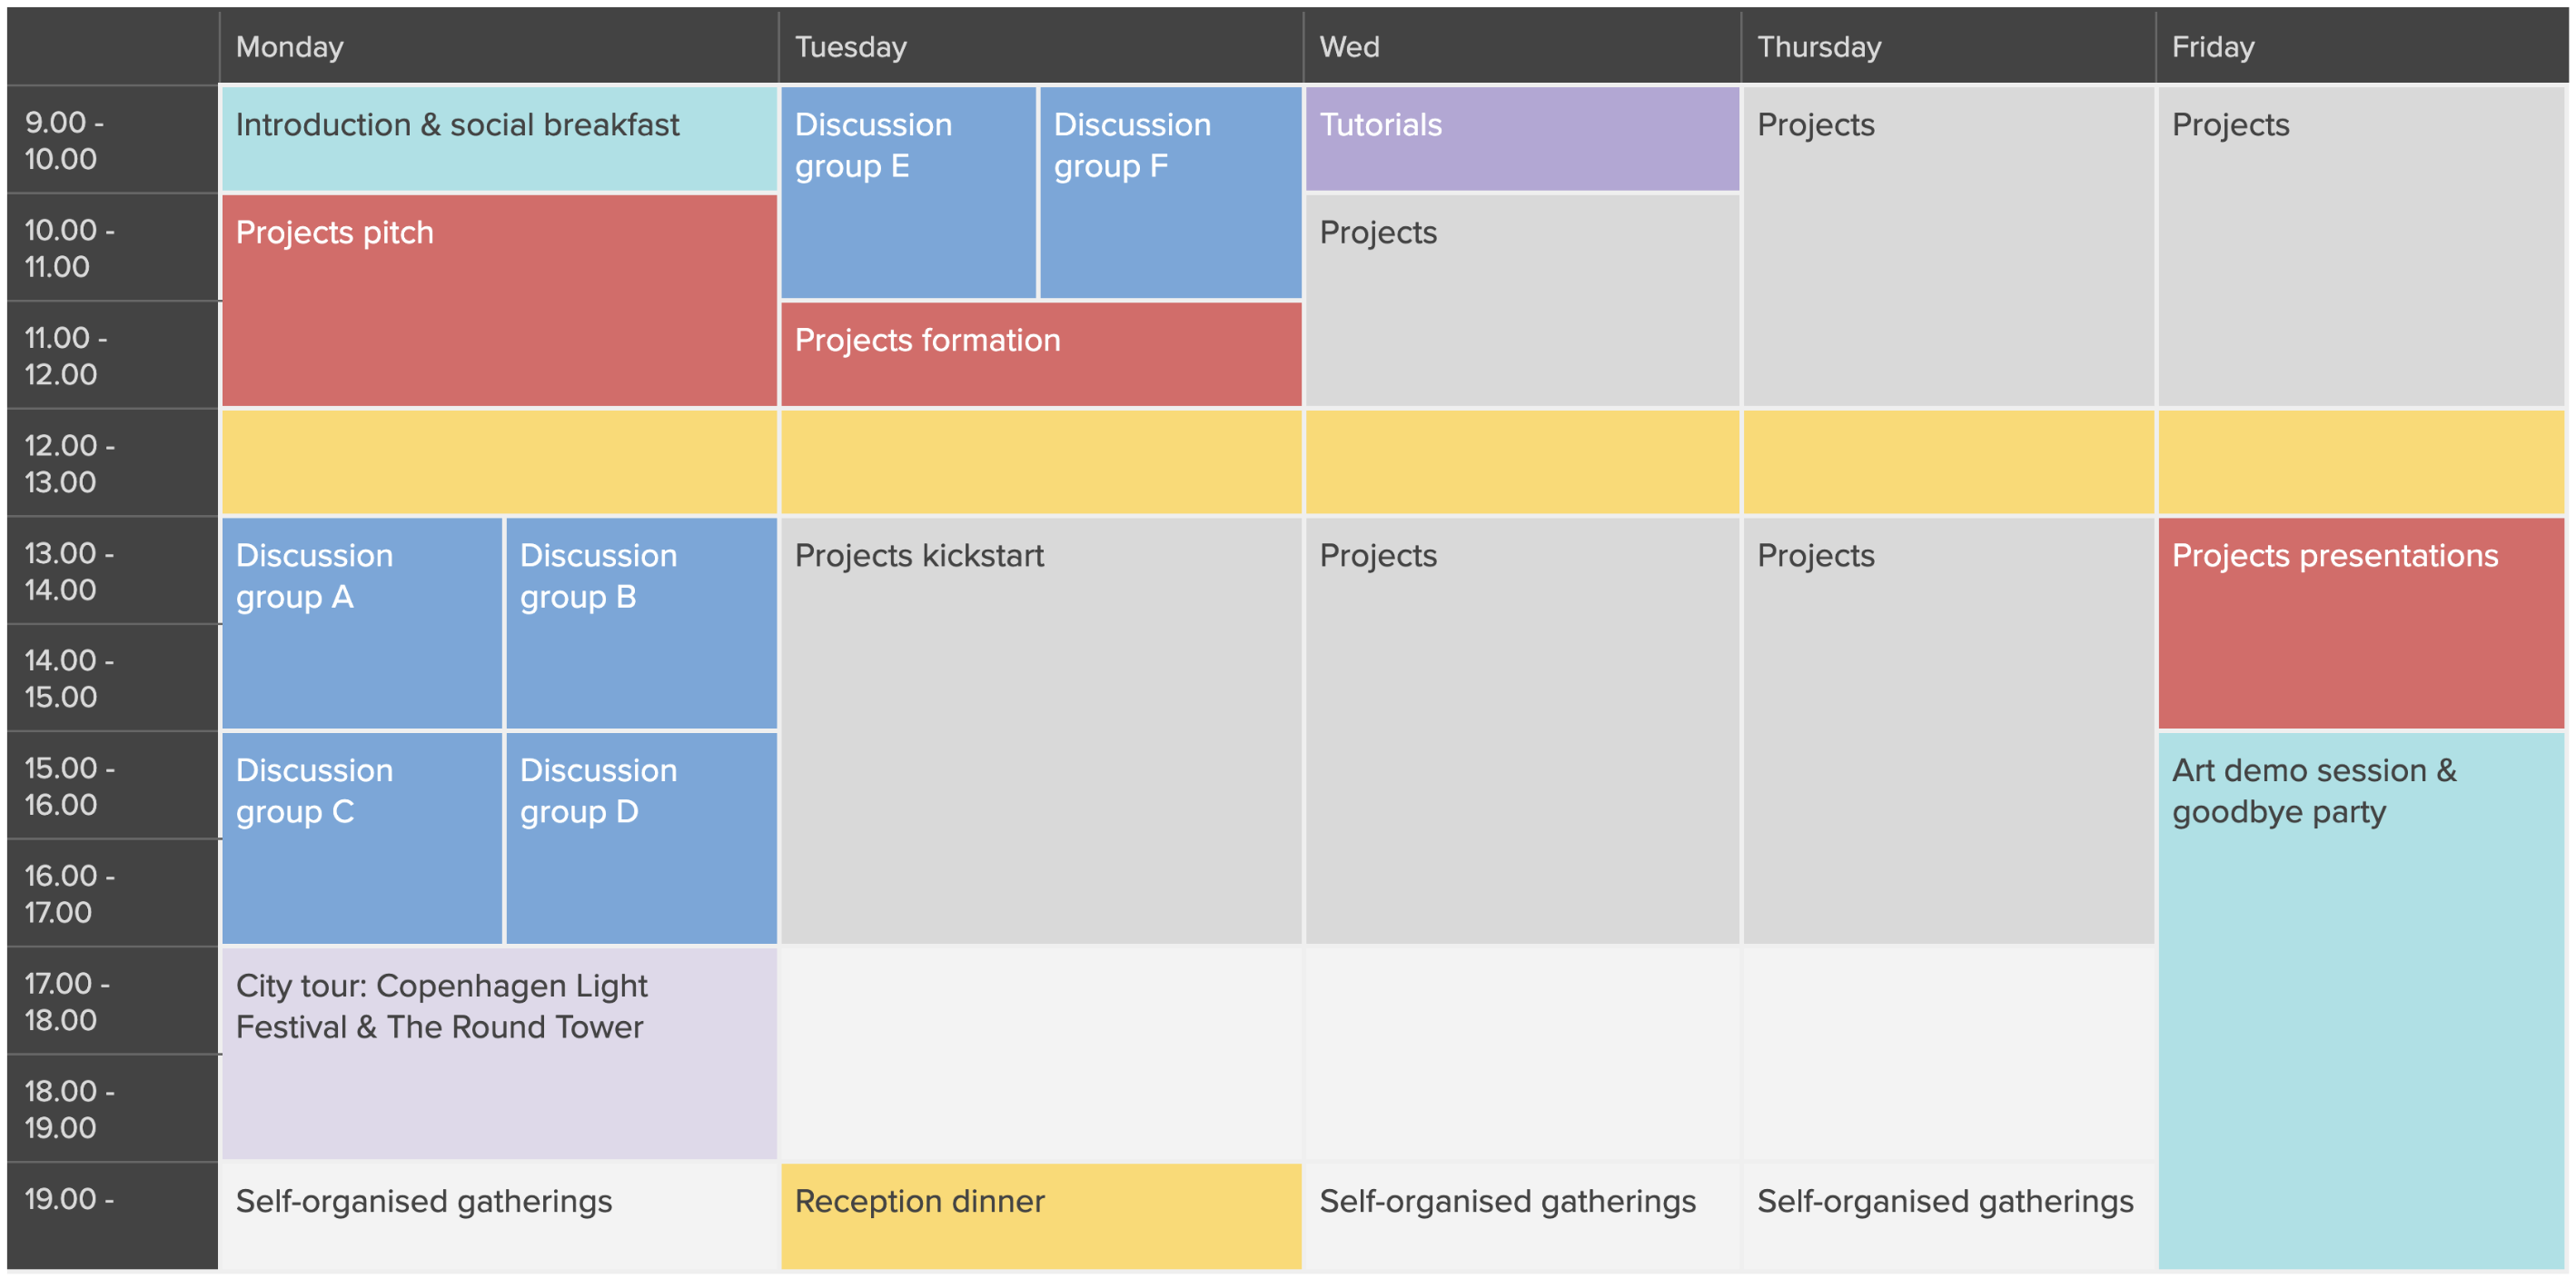 Monday Tuesday Wed Thursday Friday
9.00 -
10.00
Introduction & social breakfast
Discussion
group E
Discussion
group F
Tutorials
Projects
Projects
10.00 -
11.00
Projects pitch
Projects
11.00 -
12.00
Projects formation
12.00 -
13.00
13.00 -
14.00
Discussion
group A
Discussion
group B
Projects kickstart
Projects
Projects
Projects presentations
14.00 -
15.00
15.00 -
16.00
Discussion
group C
Discussion
group D
Art demo session &
goodbye party
16.00 -
17.00
17.00 -
18.00
City tour: Copenhagen Light
Festival & The Round Tower
18.00 -
19.00
19.00 -
Self-organised gatherings
Reception dinner
Self-organised gatherings
Self-organised gatherings